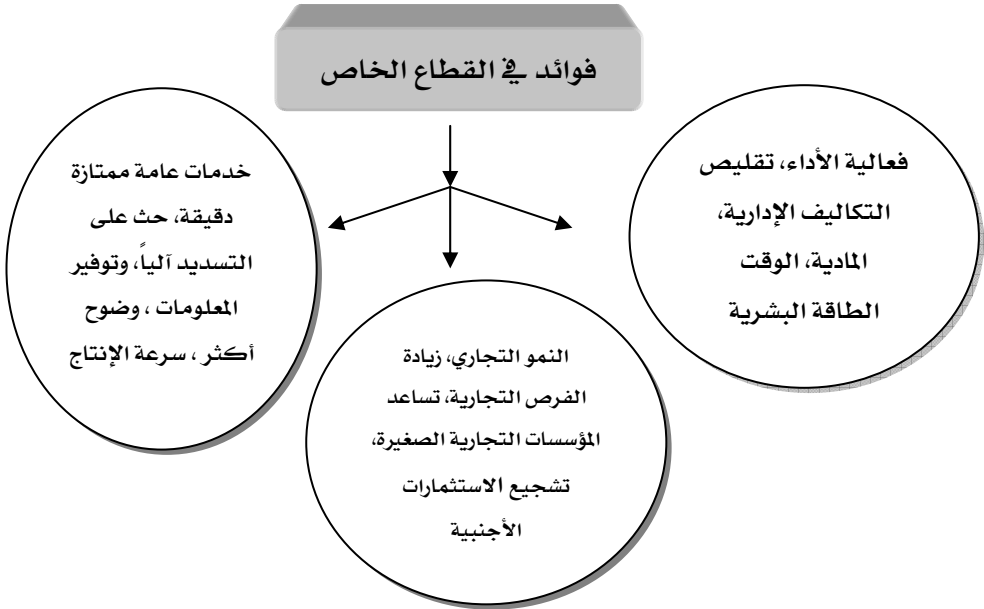 فوائد في القطاع الخاص
فعالية الأداء، تقليص
التكاليف الإدارية،
المادية، الوقت
الطاقة البشرية
النمو التجاري، زيادة
الفرص التجارية، تساعد
المؤسسات التجارية الصغيرة،
تشجيع الاستثمارات
الأجنبية
خدمات عامة ممتازة
دقيقة، حث على
التسديد آلياً، وتوفير
المعلومات ، وضوح
أكثر ، سرعة الإنتاج